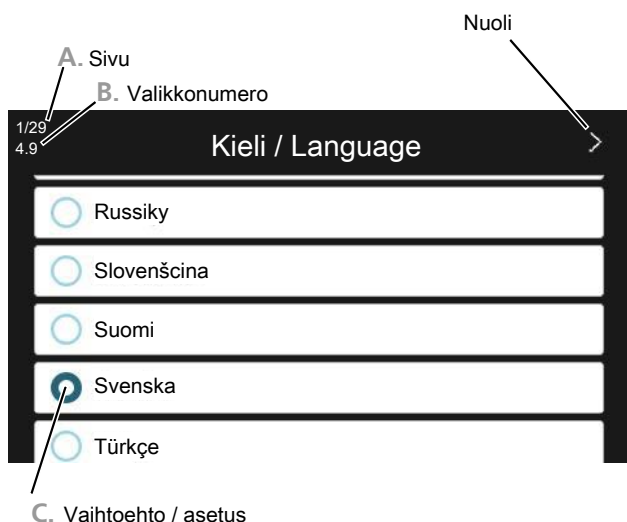 Nuoli
A. Sivu
B. Valikkonumero
1/29
4.9
Kieli / Language
Russiky
Slovenšcina
Suomi
Svenska
Türkçe
C. Vaihtoehto / asetus